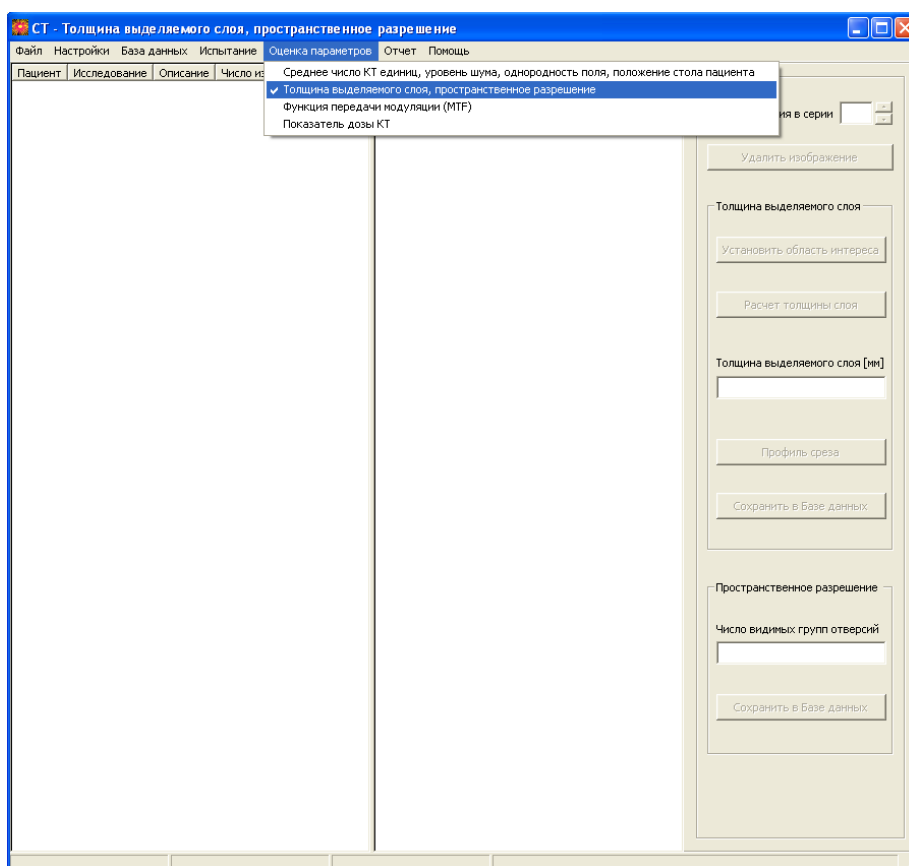 CT - Толщина выделяемого слоя, пространственное разрешение
Файл Настройки База данных Испытание Оценка параметров Отчет Помощь
Пациент Исследование Описание Число из
Среднее число КТ единиц, уровень шума, однородность поля, положение стола пациента
Толщина выделяемого слоя, пространственное разрешение
Функция передачи модуляции (MTF)
Показатель дозы КТ
ия в серии
Удалить изображение
Толщина выделяемого слоя
Установить область интереса
Расчет толщины слоя
Толщина выделяемого слоя [мм]
Профиль среза
Сохранить в Базе данных
Пространственное разрешение
Число видимых групп отверсий
Сохранить в Базе данных